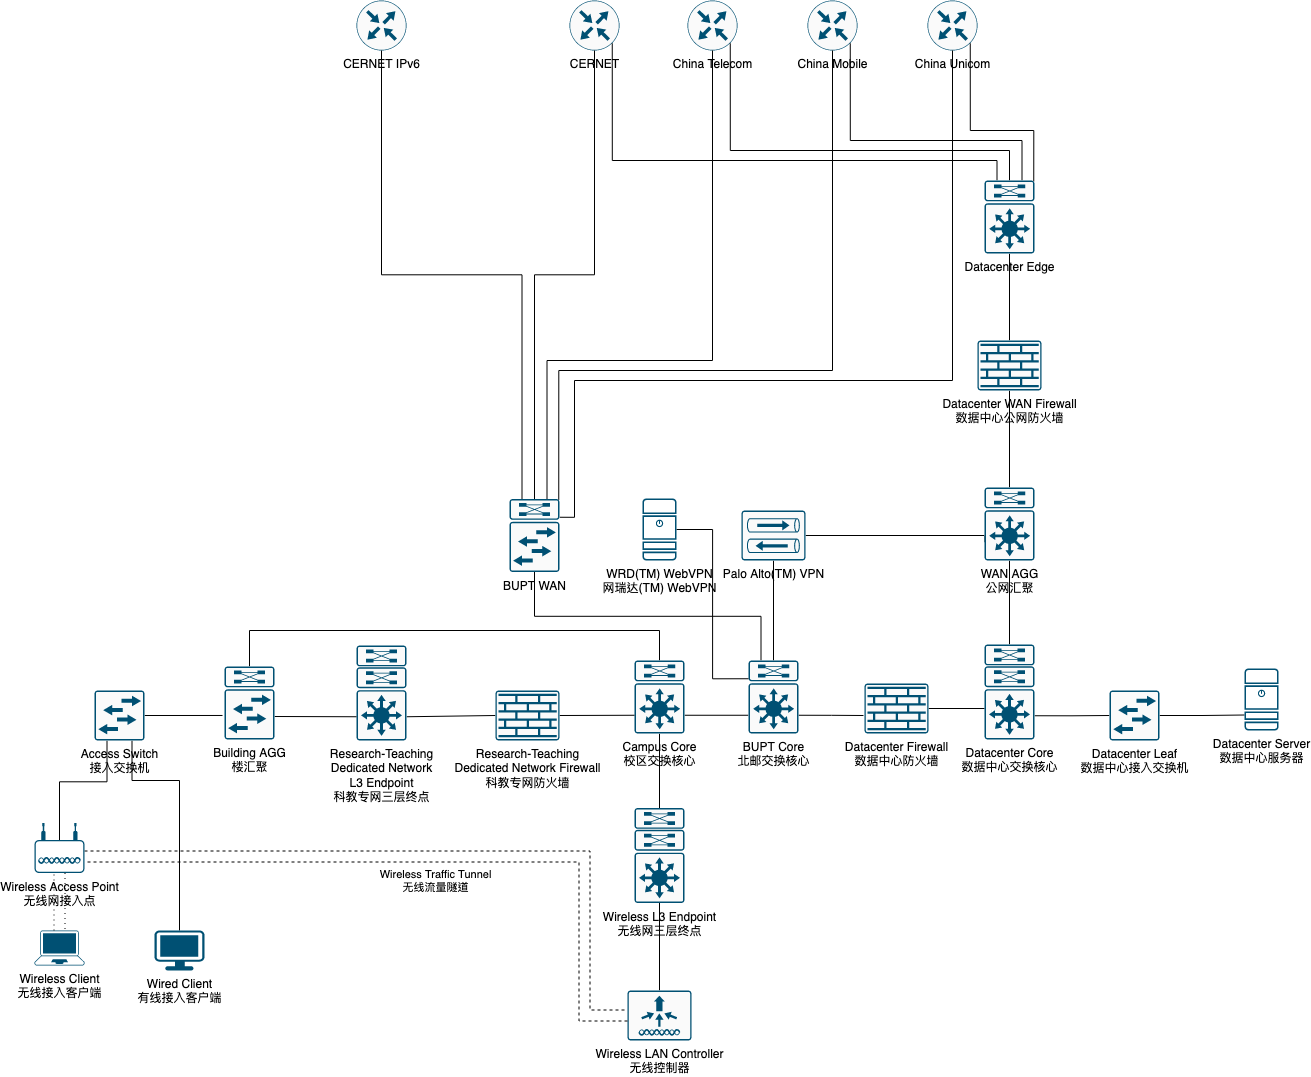 CERNET IPv6
CERNET
China Telecom
China Mobile
China Unicom
Datacenter Edge
Datacenter WAN Firewall
数据中心公网防火墙
BUPT WAN
WRD(TM) WebVPN
网瑞达(TM) WebVPN
Palo Alto(TM) VPN
WAN AGG
公网汇聚
Access Switch
接入交换机
Building AGG
楼汇聚
Research-Teaching
Dedicated Network
L3 Endpoint
科教专网三层终点
Research-Teaching
Dedicated Network Firewall
科教专网防火墙
Campus Core
校区交换核心
BUPT Core
北邮交换核心
Datacenter Firewall
数据中心防火墙
Datacenter Core
数据中心交换核心
Datacenter Leaf
数据中心接入交换机
Datacenter Server
数据中心服务器
Wireless Access Point
无线网接入点
Wireless Traffic Tunnel
无线流量隧道
Wireless L3 Endpoint
无线网三层终点
Wireless Client
无线接入客户端
Wired Client
有线接入客户端
Wireless LAN Controller
无线控制器